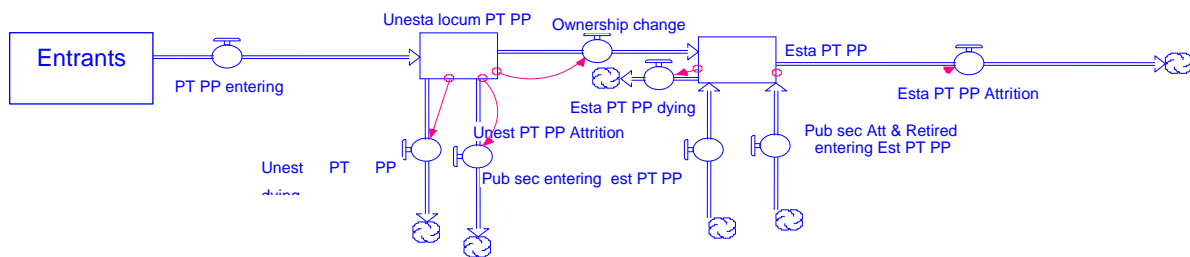 Unesta locum PT PP
Ownership change
Entrants
Esta PT PP
PT PP entering
Esta PT PP dying
Esta PT PP Attrition
Unest PT PP Attrition
Pub sec Att & Retired
entering Est PT PP
Unest PT PP
Pub sec entering est PT PP